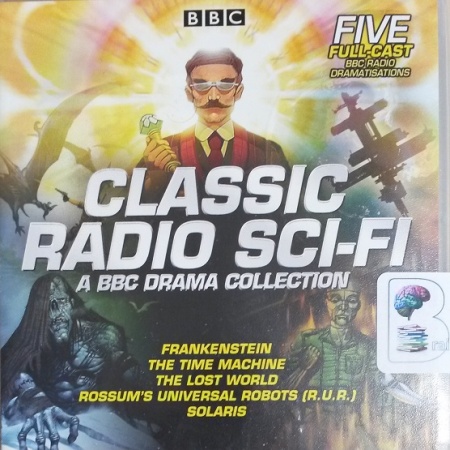 BBC
FIVE
FULL-CAST
BBC RADIO
DRAMATISATIONS
CLASSIC
RADIO SCI-FI
A BBC DRAMA COLLECTION
FRANKENSTEIN
THE TIME MACHINE
THE LOST WORLD
ROSSUM'S UNIVERSAL ROBOTS (R.U.R.)
SOLARIS